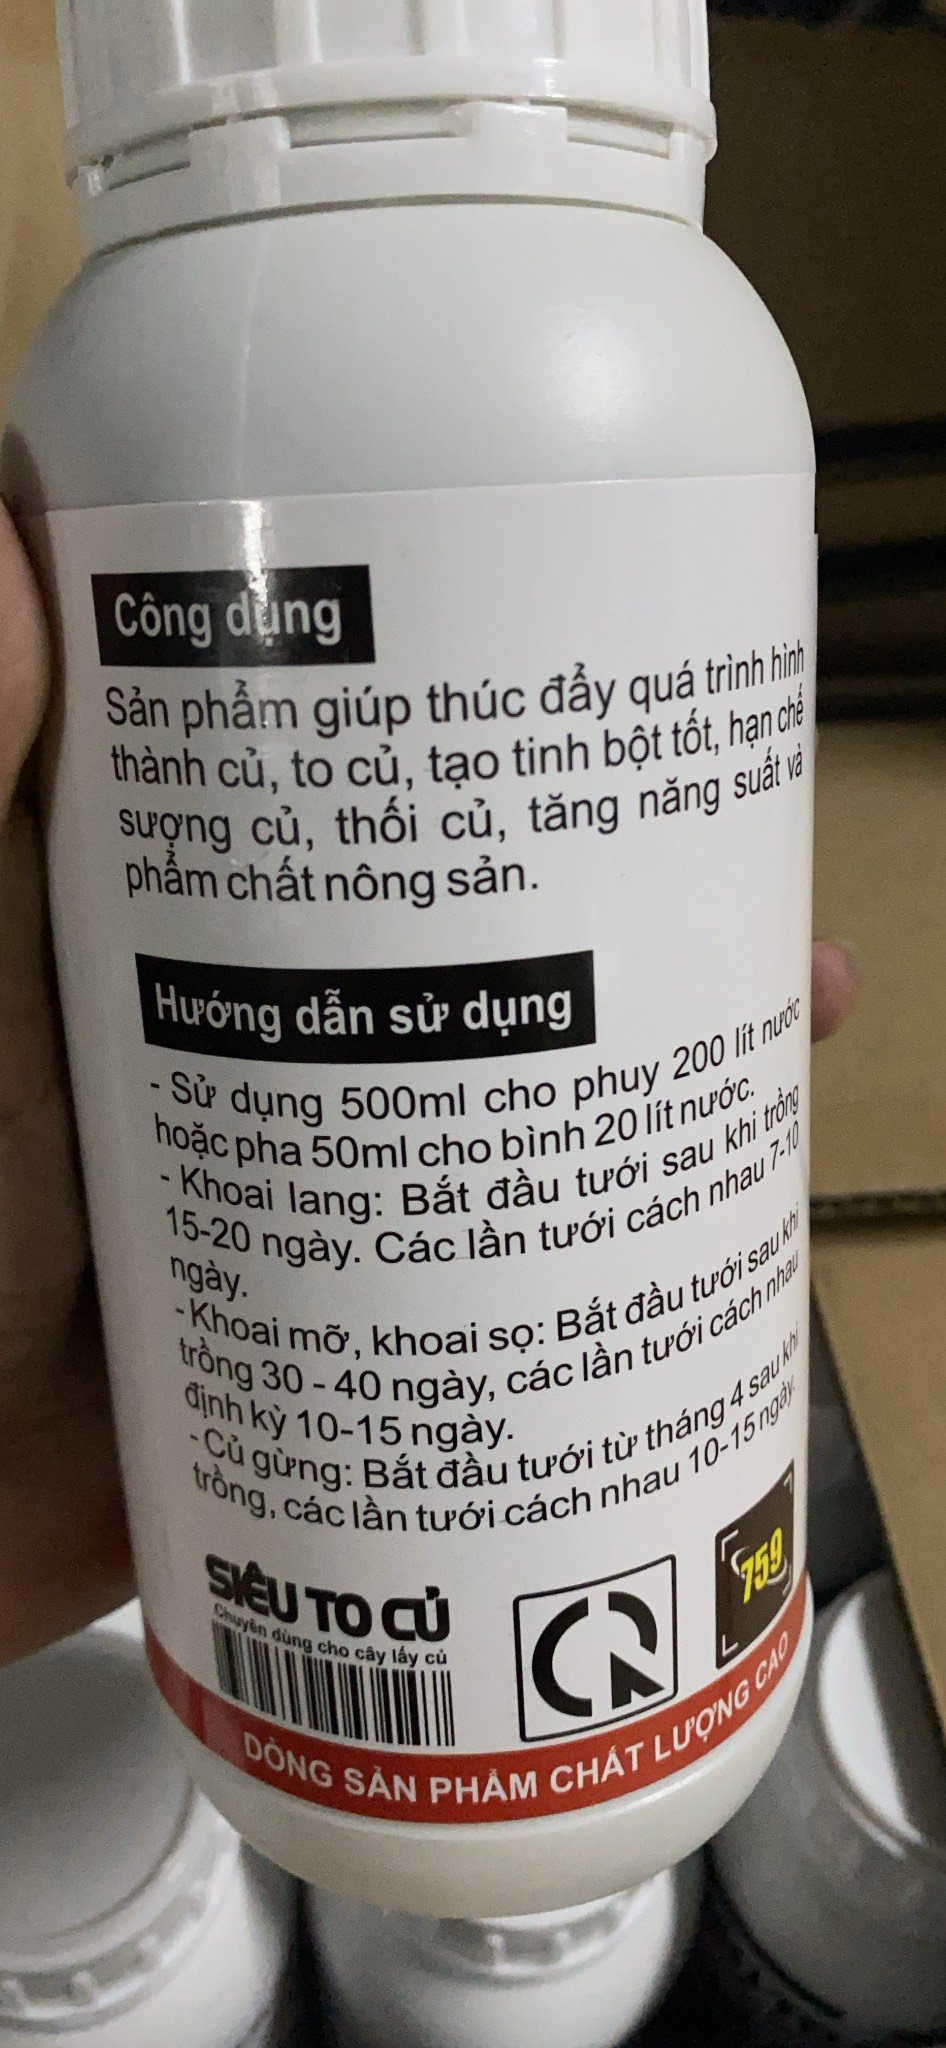 Công dụng
Sản phẩm giúp thúc đẩy quá trình hình
thành củ, to củ, tạo tinh bột tốt, hạn chế
sượng củ, thối củ, tăng năng suất và
phẩm chất nông sản.
Hướng dẫn sử dụng
- Sử dụng 500ml cho phuy 200 lít nước
hoặc pha 50ml cho bình 20 lít nước.
- Khoai lang: Bắt đầu tưới sau khi trồng
15-20 ngày. Các lần tưới cách nhau 7-10
ngày.
- Khoai mỡ, khoai sọ: Bắt đầu tưới sau khi
trồng 30 - 40 ngày, các lần tưới cách nhau
định kỳ 10-15 ngày.
- Củ gừng: Bắt đầu tưới từ tháng 4 sau khi
trồng, các lần tưới cách nhau 10-15 ngày.
SIÊU TO CỦ
Chuyên dùng cho cây lấy củ
759
DÒNG SẢN PHẨM CHẤT LƯỢNG CAO